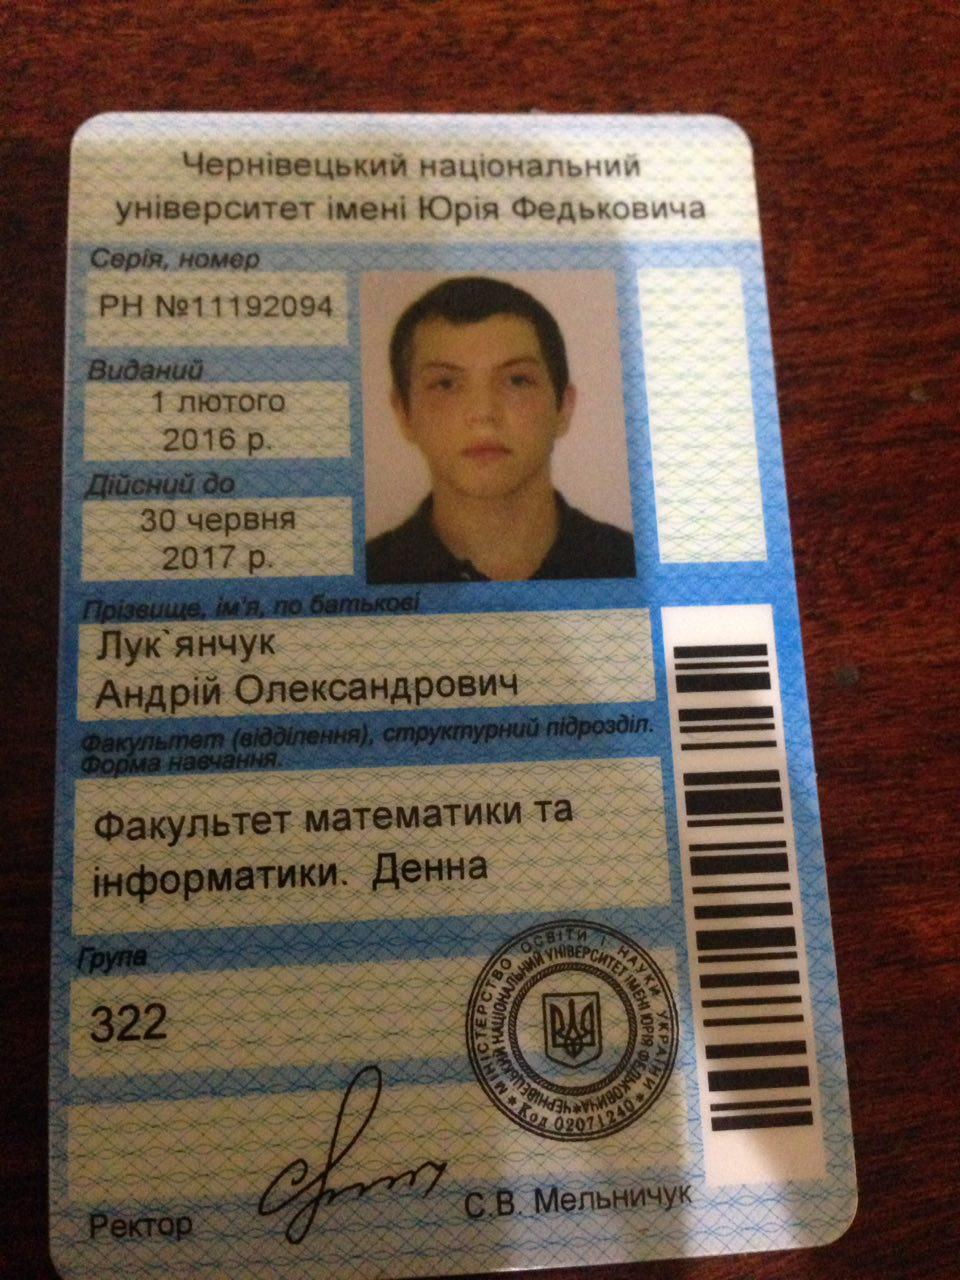 Чернівецький національний
університет імені Юрія Федьковича
Серія, номер
РН №11192094
Виданий
1 лютого
2016 р.
Дійсний до
30 червня
2017 р.
Прізвище, ім'я, по батькові
Лук`янчук
Андрій Олександрович
Факультет (відділення), структурний підрозділ.
Форма навчання.
Факультет математики та
інформатики. Денна
Група
322
МІНІСТЕРСТВО ОСВІТИ І НАУКИ УКРАЇНИ
ЧЕРНІВЕЦЬКИЙ НАЦІОНАЛЬНИЙ УНІВЕРСИТЕТ ІМЕНІ ЮРІЯ ФЕДЬКОВИЧА
* Код 02071240 *
Ректор
С.В. Мельничук